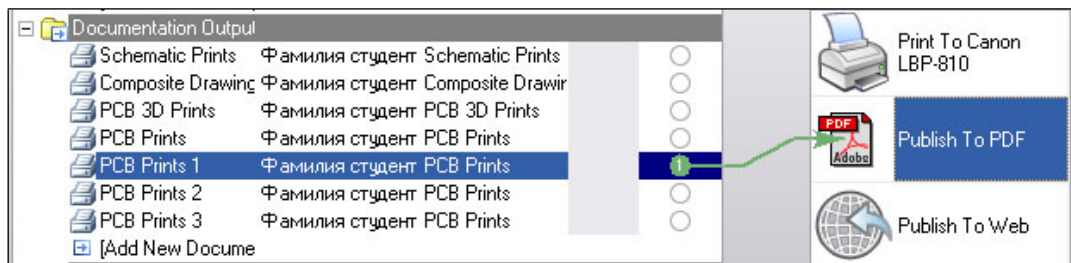 Documentation Outpul
Schematic Prints Фамилия студент Schematic Prints
Composite Drawing Фамилия студент Composite Drawir
PCB 3D Prints Фамилия студент PCB 3D Prints
PCB Prints Фамилия студент PCB Prints
PCB Prints 1 Фамилия студент PCB Prints 1
PCB Prints 2 Фамилия студент PCB Prints
PCB Prints 3 Фамилия студент PCB Prints
[Add New Docume
Print To Canon
LBP-810
PDF
Adobe
Publish To PDF
Publish To Web